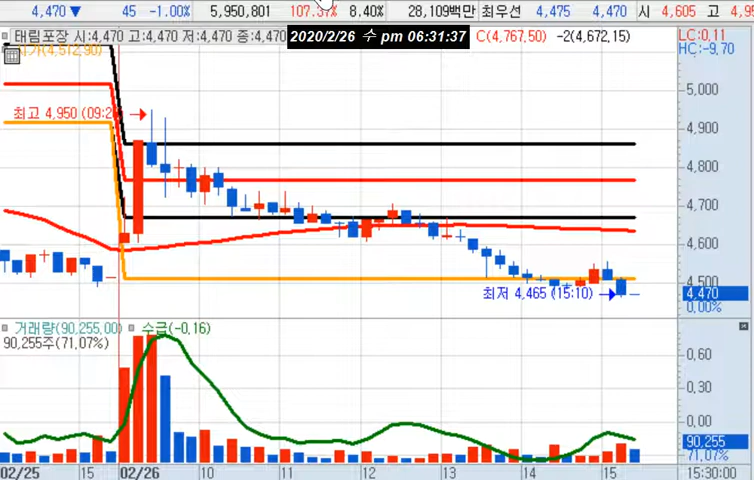 4,470 ▼ 45 -1.00% 5,950,801 107.37% 8.40% 28,109백만 최우선 4,475 4,470 시 4,605 고 4,9
태림포장 시:4,470 고:4,470 저:4,470 종:4,470 2020/2/26 수 pm 06:31:37 C(4,767,50) -2(4,672,15) LC:0,11
(4,512,90) HC:-9,70
5,000
최고 4,950 (09:2
4,900
4,800
4,700
4,600
4,500
최저 4,465 (15:10) 4,470
0,00%
거래량(90,255,00) 수급(-0,16)
90,255주(71,07%)
0,60
0,30
0,00
90,255
71,07%
02/25 15 02/26 10 11 12 13 14 15 15:30:00